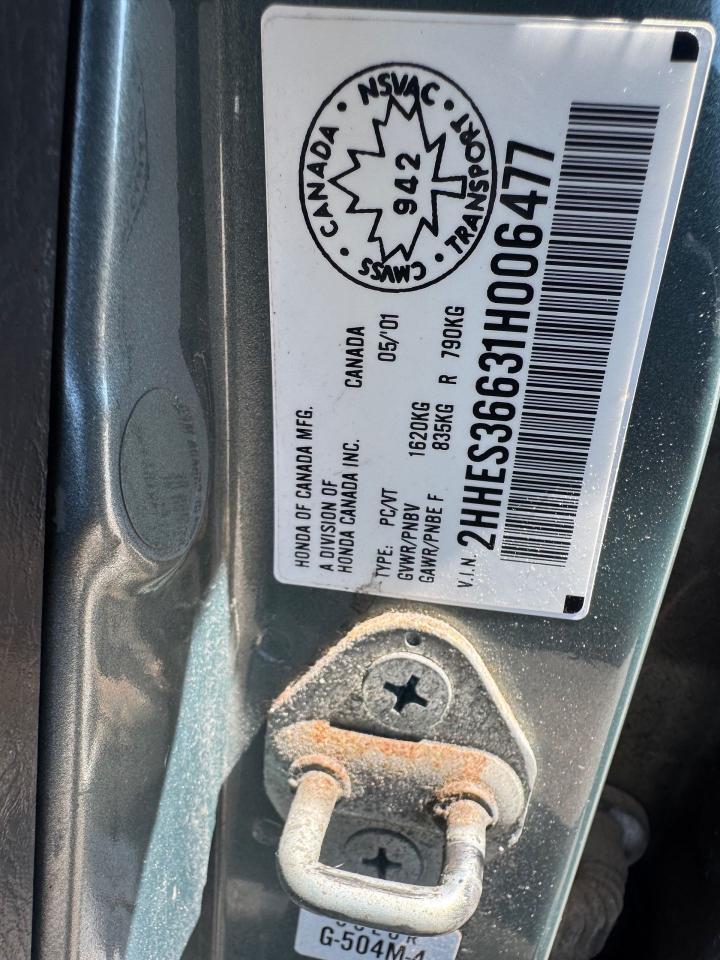 HONDA OF CANADA MFG.
A DIVISION OF
HONDA CANADA INC. CANADA
TYPE: PC/VT 05/'01
GVWR/PNBV 1620KG
GAWR/PNBE F 835KG R 790KG
V.I.N. 2HHES36631H006477
CANADA • NSVAC • TRANSPORT • CMVSS •
942
COLOR
G-504M-4